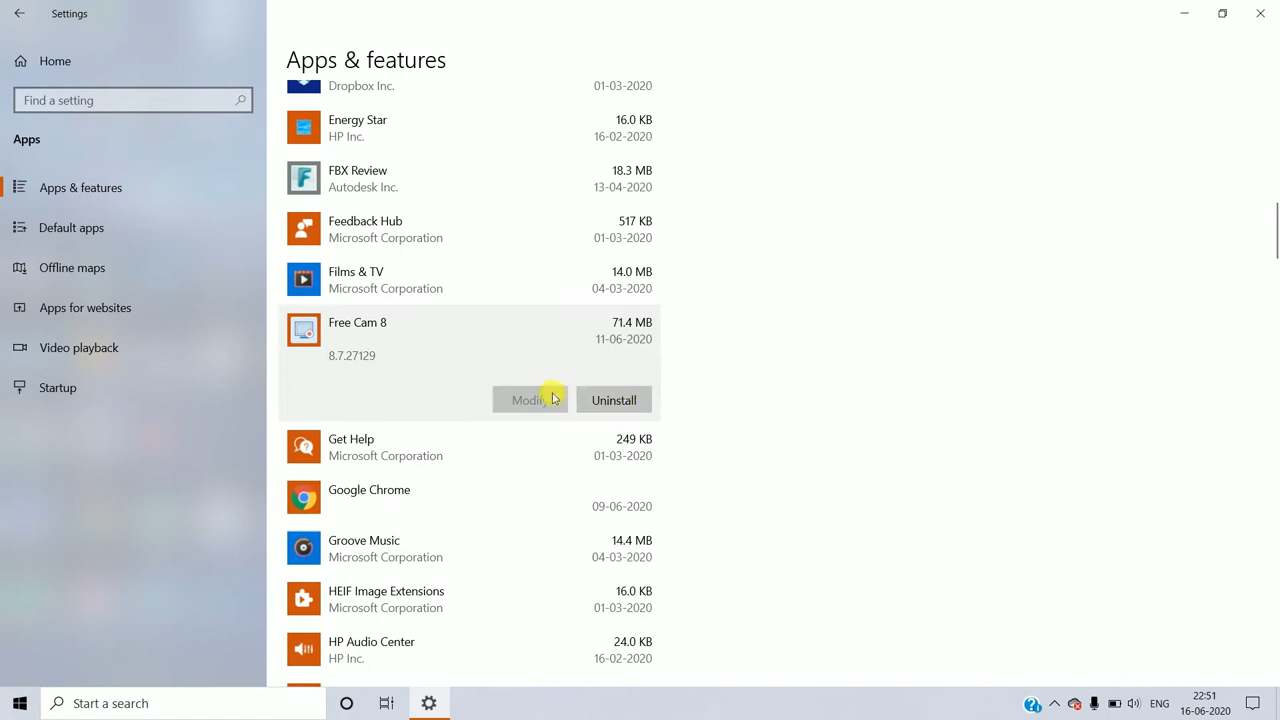 Settings
Home
Find a setting
Apps
Apps & features
Default apps
Offline maps
Apps for websites
Video playback
Startup
Apps & features
Dropbox Inc. 01-03-2020
Energy Star 16.0 KB
HP Inc. 16-02-2020
FBX Review 18.3 MB
Autodesk Inc. 13-04-2020
Feedback Hub 517 KB
Microsoft Corporation 01-03-2020
Films & TV 14.0 MB
Microsoft Corporation 04-03-2020
Free Cam 8 71.4 MB
11-06-2020
8.7.27129
Modify Uninstall
Get Help 249 KB
Microsoft Corporation 01-03-2020
Google Chrome
09-06-2020
Groove Music 14.4 MB
Microsoft Corporation 04-03-2020
HEIF Image Extensions 16.0 KB
Microsoft Corporation 01-03-2020
HP Audio Center 24.0 KB
HP Inc. 16-02-2020
Start a search
ENG
22:51
16-06-2020